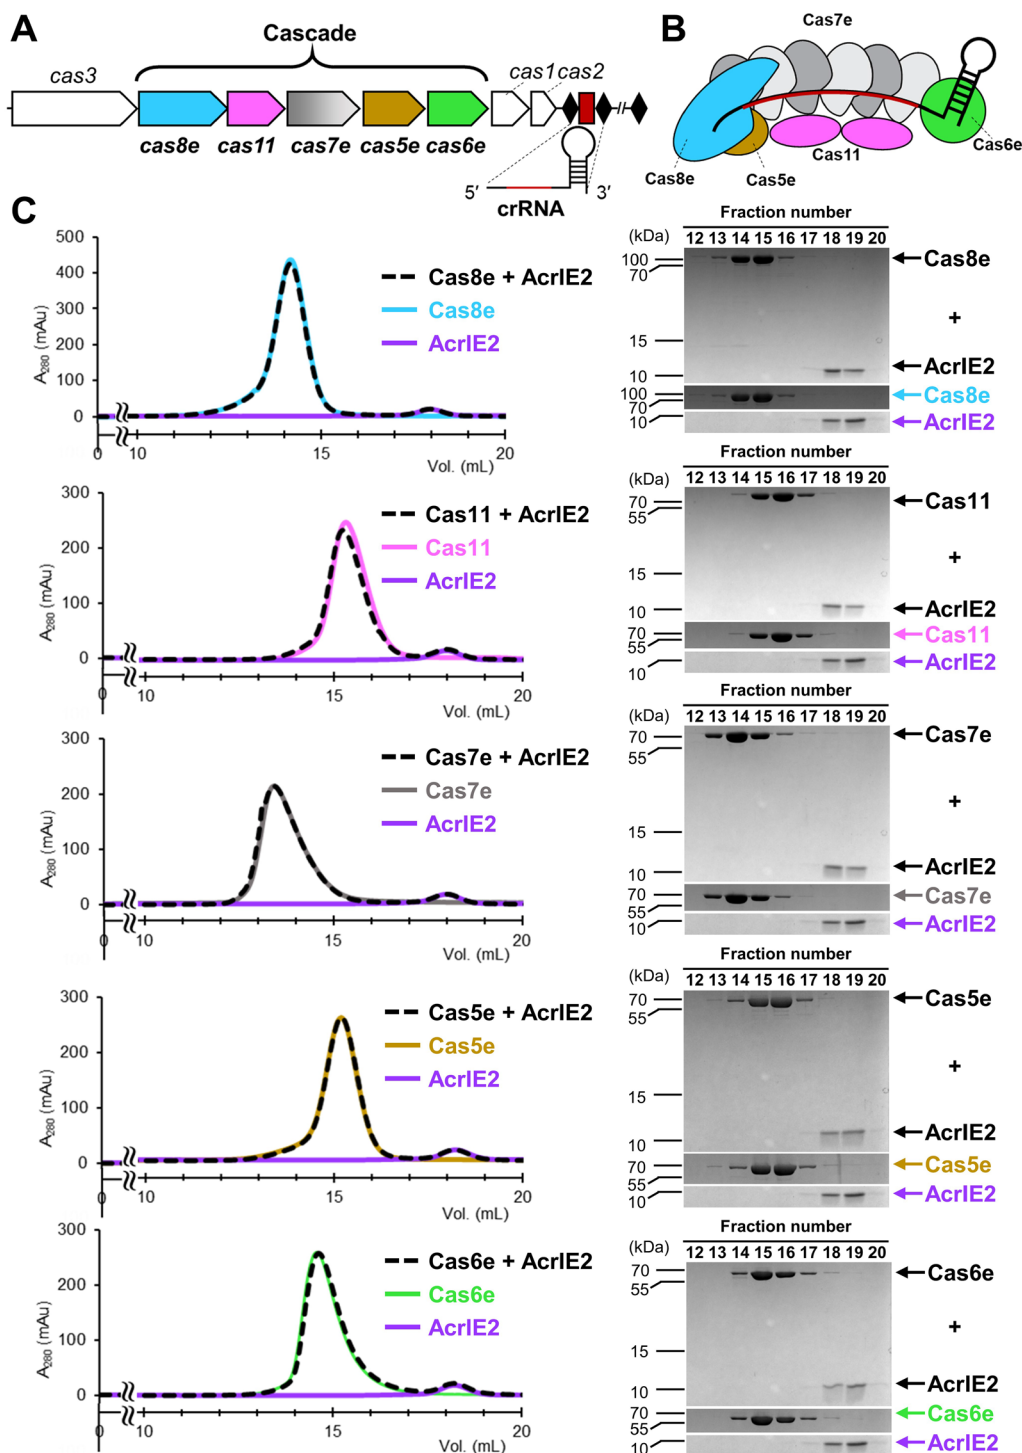 A
Cascade
cas3
cas1 cas2
cas8e cas11 cas7e cas5e cas6e
5′ 3′
crRNA
B
Cas7e
Cas6e
Cas11
Cas8e
Cas5e
C
500
400
300
200
100
0
A280 (mAu)
0 10 15 20
Vol. (mL)
Cas8e + AcrIE2
Cas8e
AcrIE2
Fraction number
(kDa) 12 13 14 15 16 17 18 19 20
100
70
15
10
100
70
10
Cas8e
+
AcrIE2
Cas8e
AcrIE2
300
200
100
0
A280 (mAu)
0 10 15 20
Vol. (mL)
Cas11 + AcrIE2
Cas11
AcrIE2
Fraction number
(kDa) 12 13 14 15 16 17 18 19 20
70
55
15
10
70
55
10
Cas11
+
AcrIE2
Cas11
AcrIE2
300
200
100
0
A280 (mAu)
0 10 15 20
Vol. (mL)
Cas7e + AcrIE2
Cas7e
AcrIE2
Fraction number
(kDa) 12 13 14 15 16 17 18 19 20
70
55
15
10
70
55
10
Cas7e
+
AcrIE2
Cas7e
AcrIE2
300
200
100
0
A280 (mAu)
0 10 15 20
Vol. (mL)
Cas5e + AcrIE2
Cas5e
AcrIE2
Fraction number
(kDa) 12 13 14 15 16 17 18 19 20
70
55
15
10
70
55
10
Cas5e
+
AcrIE2
Cas5e
AcrIE2
300
200
100
0
A280 (mAu)
0 10 15 20
Vol. (mL)
Cas6e + AcrIE2
Cas6e
AcrIE2
Fraction number
(kDa) 12 13 14 15 16 17 18 19 20
70
55
15
10
70
55
10
Cas6e
+
AcrIE2
Cas6e
AcrIE2